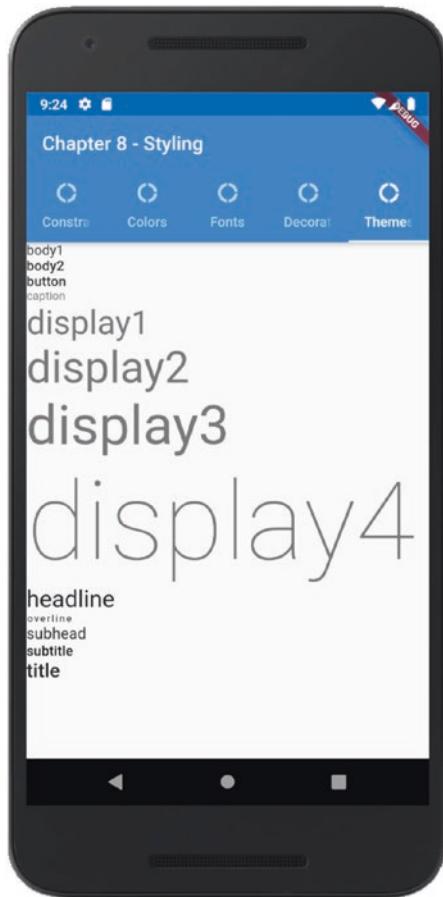 9:24
DEBUG
Chapter 8 - Styling
Constra Colors Fonts Decorat Themes
body1
body2
button
caption
display1
display2
display3
display4
headline
overline
subhead
subtitle
title